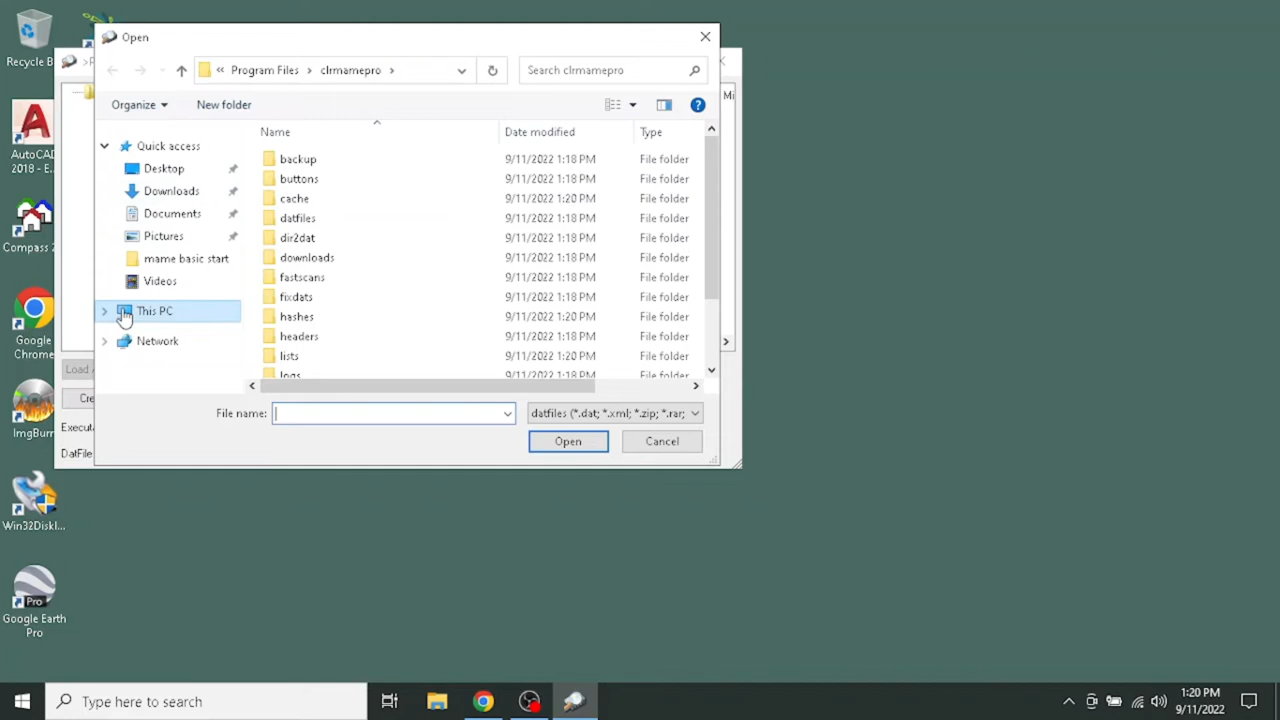 Recycle B
AutoCAD
2018 - E...
Compass 2
Google
Chrome
ImgBurn
Win32DiskI...
Pro
Google Earth
Pro
Open
>P
Program Files
clrmamepro
Search clrmamepro
Organize
New folder
Mi
Name
Date modified
Type
Quick access
Desktop
Downloads
Documents
Pictures
mame basic start
Videos
This PC
Network
backup 9/11/2022 1:18 PM File folder
buttons 9/11/2022 1:18 PM File folder
cache 9/11/2022 1:20 PM File folder
datfiles 9/11/2022 1:18 PM File folder
dir2dat 9/11/2022 1:18 PM File folder
downloads 9/11/2022 1:18 PM File folder
fastscans 9/11/2022 1:18 PM File folder
fixdats 9/11/2022 1:18 PM File folder
hashes 9/11/2022 1:18 PM File folder
headers 9/11/2022 1:18 PM File folder
lists 9/11/2022 1:20 PM File folder
logs 9/11/2022 1:18 PM File folder
Load A
Cre
Execut
DatFile
File name:
datfiles (*.dat; *.xml; *.zip; *.rar;
Open
Cancel
Type here to search
1:20 PM
9/11/2022